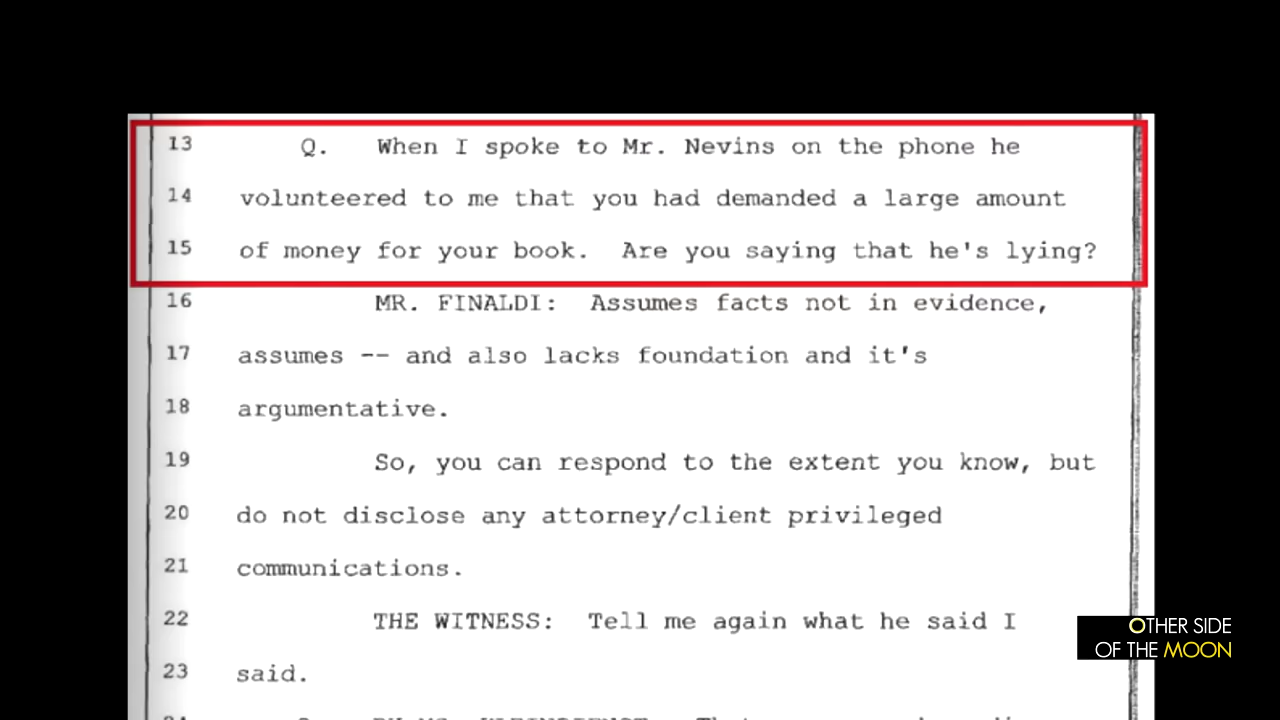 13 Q. When I spoke to Mr. Nevins on the phone he
14 volunteered to me that you had demanded a large amount
15 of money for your book. Are you saying that he's lying?
16 MR. FINALDI: Assumes facts not in evidence,
17 assumes -- and also lacks foundation and it's
18 argumentative.
19 So, you can respond to the extent you know, but
20 do not disclose any attorney/client privileged
21 communications.
22 THE WITNESS: Tell me again what he said I
23 said.
OTHER SIDE
OF THE MOON